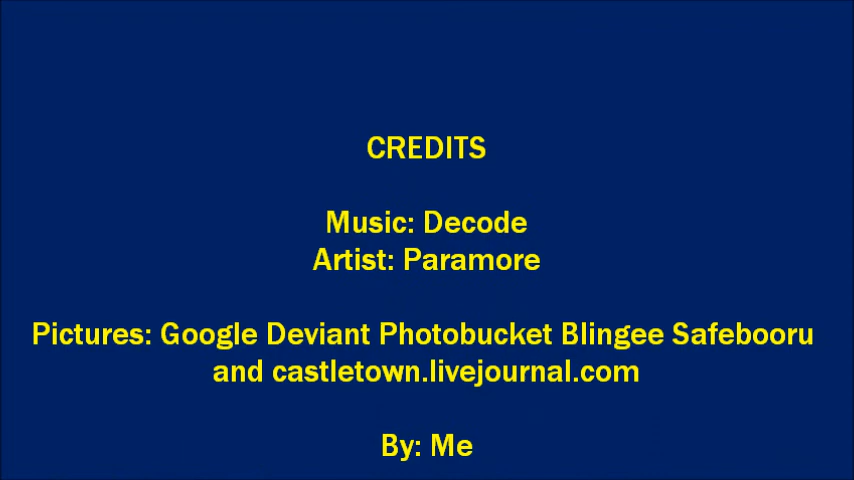 CREDITS
Music: Decode
Artist: Paramore
Pictures: Google Deviant Photobucket Blingee Safebooru
and castletown.livejournal.com
By: Me